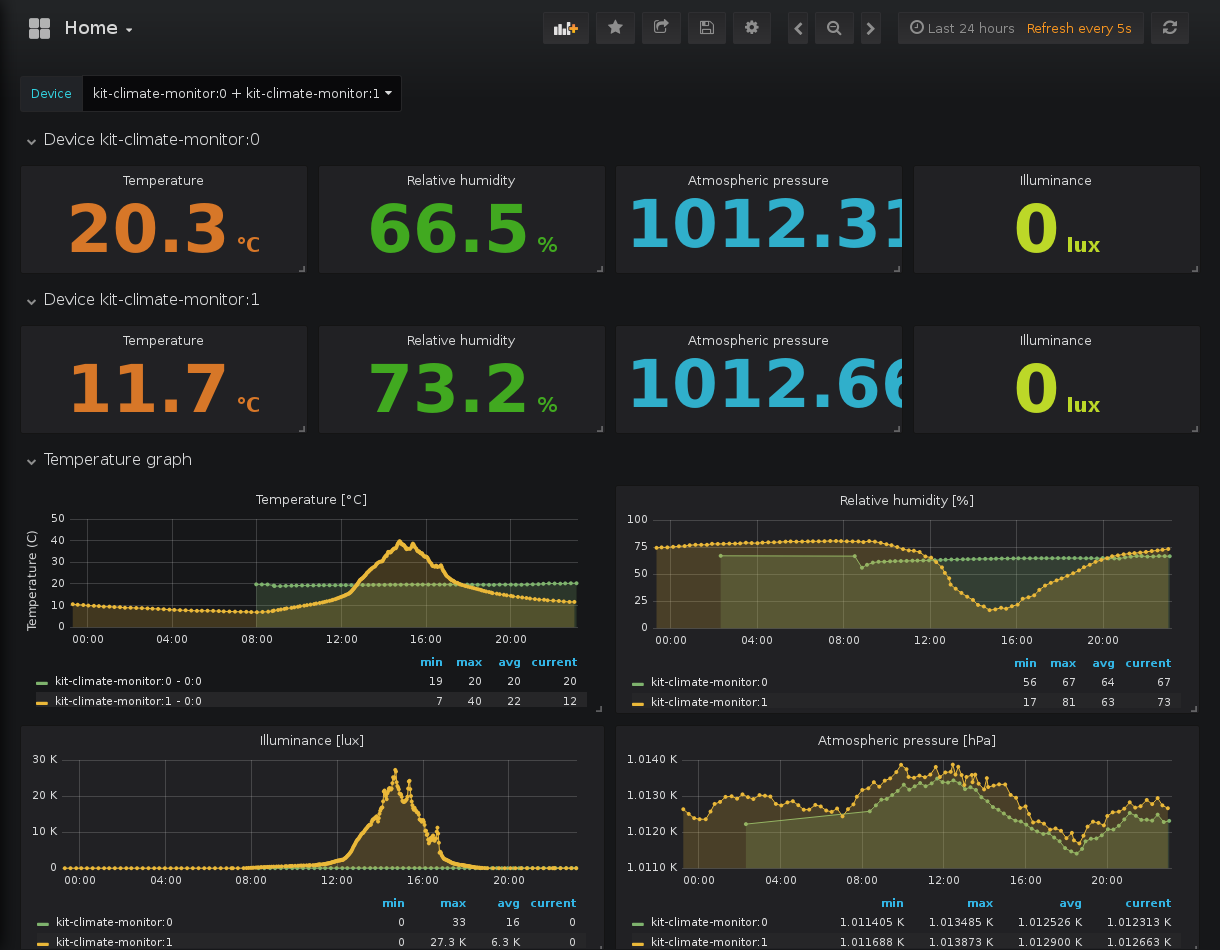 Home
Last 24 hours Refresh every 5s
Device kit-climate-monitor:0 + kit-climate-monitor:1
Device kit-climate-monitor:0
Temperature Relative humidity Atmospheric pressure Illuminance
20.3 °C 66.5 % 1012.31 0 lux
Device kit-climate-monitor:1
Temperature Relative humidity Atmospheric pressure Illuminance
11.7 °C 73.2 % 1012.66 0 lux
Temperature graph
Temperature [°C]
Temperature (C)
50
40
30
20
10
0
00:00 04:00 08:00 12:00 16:00 20:00
min max avg current
kit-climate-monitor:0 - 0:0 19 20 20 20
kit-climate-monitor:1 - 0:0 7 40 22 12
Relative humidity [%]
100
75
50
25
0
00:00 04:00 08:00 12:00 16:00 20:00
min max avg current
kit-climate-monitor:0 56 67 64 67
kit-climate-monitor:1 17 81 63 73
Illuminance [lux]
30 K
20 K
10 K
0
00:00 04:00 08:00 12:00 16:00 20:00
min max avg current
kit-climate-monitor:0 0 33 16 0
kit-climate-monitor:1 0 27.3 K 6.3 K 0
Atmospheric pressure [hPa]
1.0140 K
1.0130 K
1.0120 K
1.0110 K
00:00 04:00 08:00 12:00 16:00 20:00
min max avg current
kit-climate-monitor:0 1.011405 K 1.013485 K 1.012526 K 1.012313 K
kit-climate-monitor:1 1.011688 K 1.013873 K 1.012900 K 1.012663 K